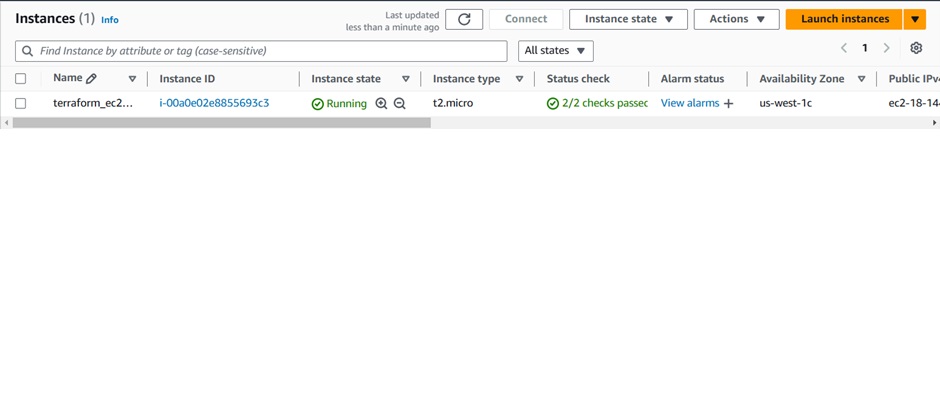 Instances (1) Info
Last updated
less than a minute ago
Connect
Instance state
Actions
Launch instances
Find Instance by attribute or tag (case-sensitive)
All states
1
Name Instance ID Instance state Instance type Status check Alarm status Availability Zone Public IPv4
terraform_ec2... i-00a0e02e8855693c3 Running t2.micro 2/2 checks passec View alarms + us-west-1c ec2-18-144